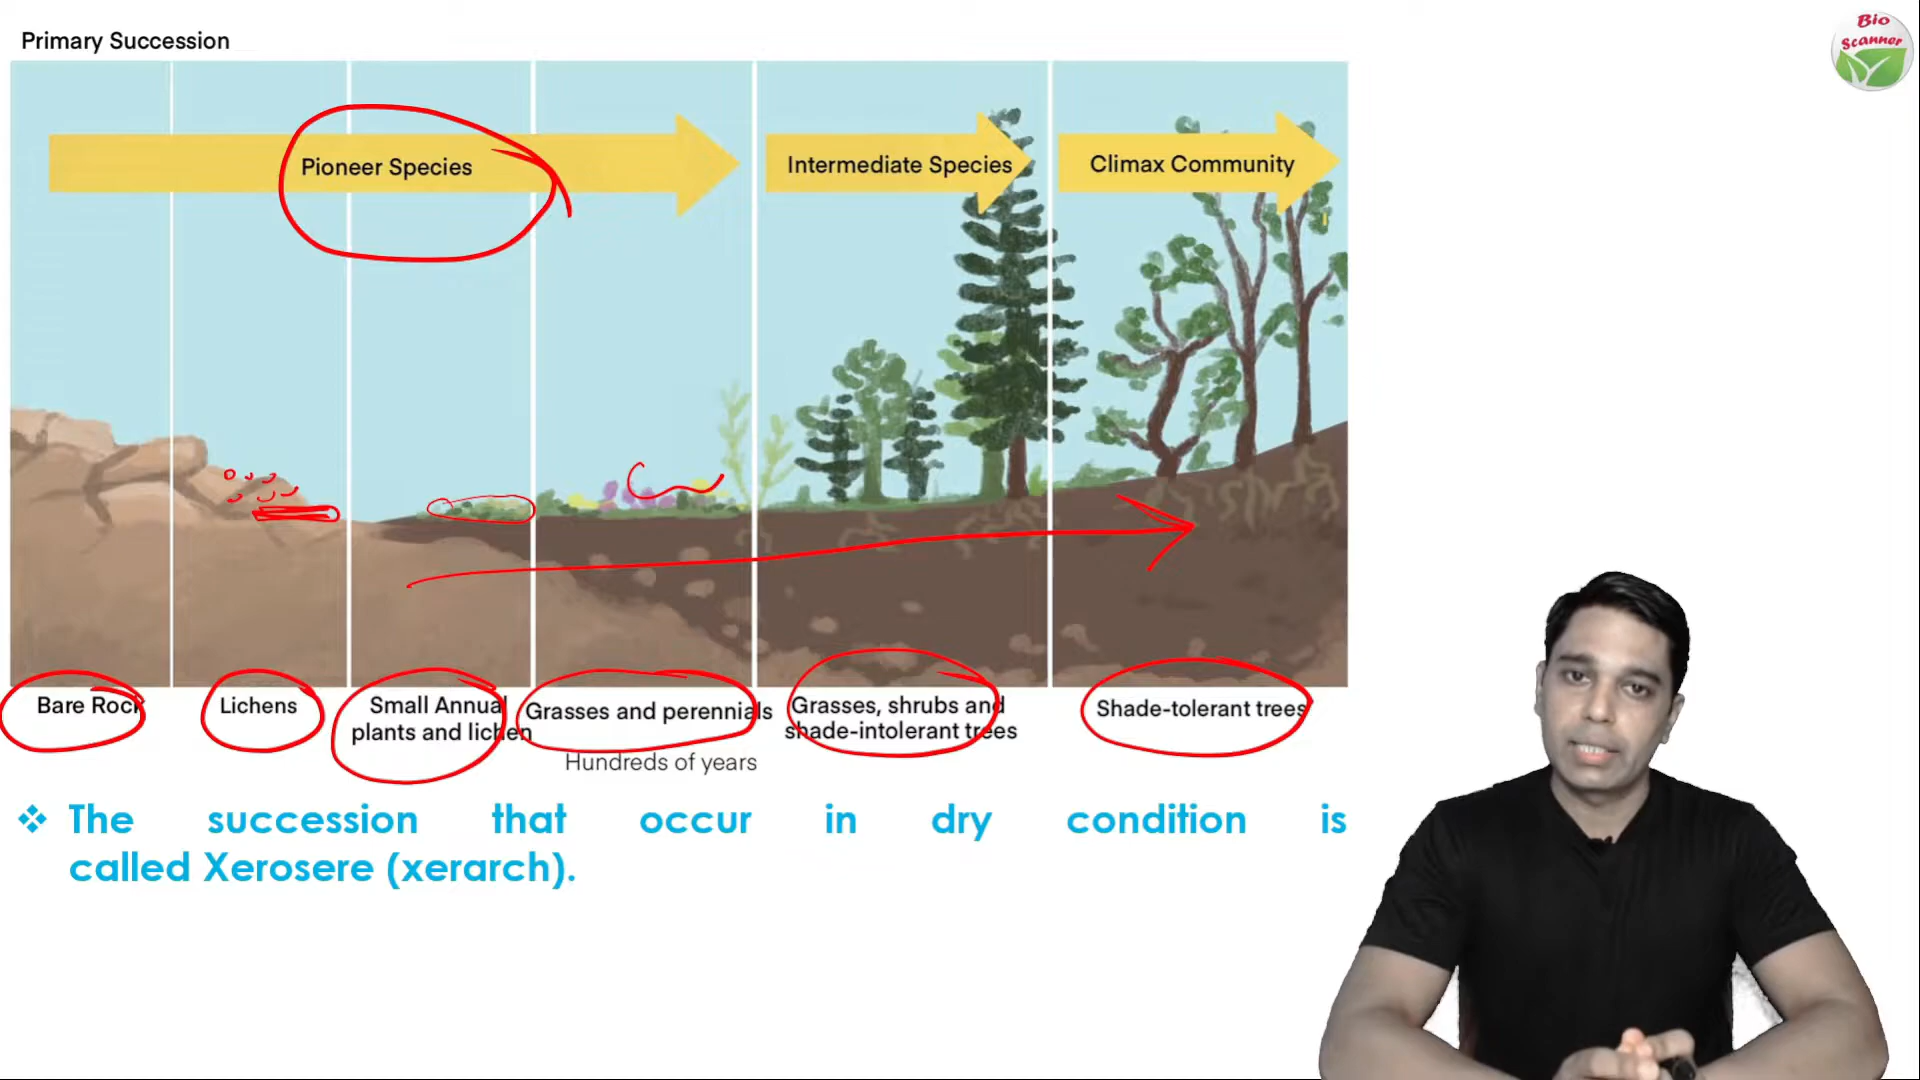 Primary Succession
Bio
Scanner
Pioneer Species
Intermediate Species
Climax Community
Bare Rock
Lichens
Small Annual
plants and lichen
Grasses and perennials
Grasses, shrubs and
shade-intolerant trees
Shade-tolerant trees
Hundreds of years
❖ The succession that occur in dry condition is
called Xerosere (xerarch).